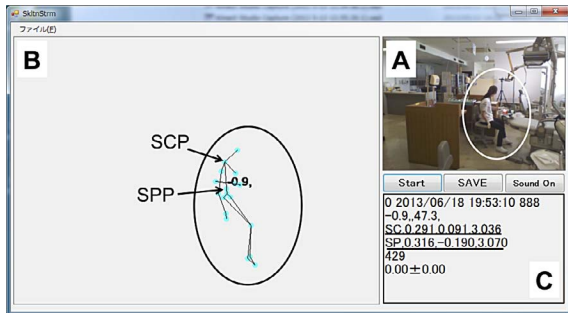 SkltnStrm
ファイル(F)
B
A
SCP
SPP
-0.9,
Start
SAVE
Sound On
0 2013/06/18 19:53:10 888
-0.9,,47.3,
SC,0.291,0.091,3.036
SP,0.316,-0.190,3.070
429
0.00±0.00
C